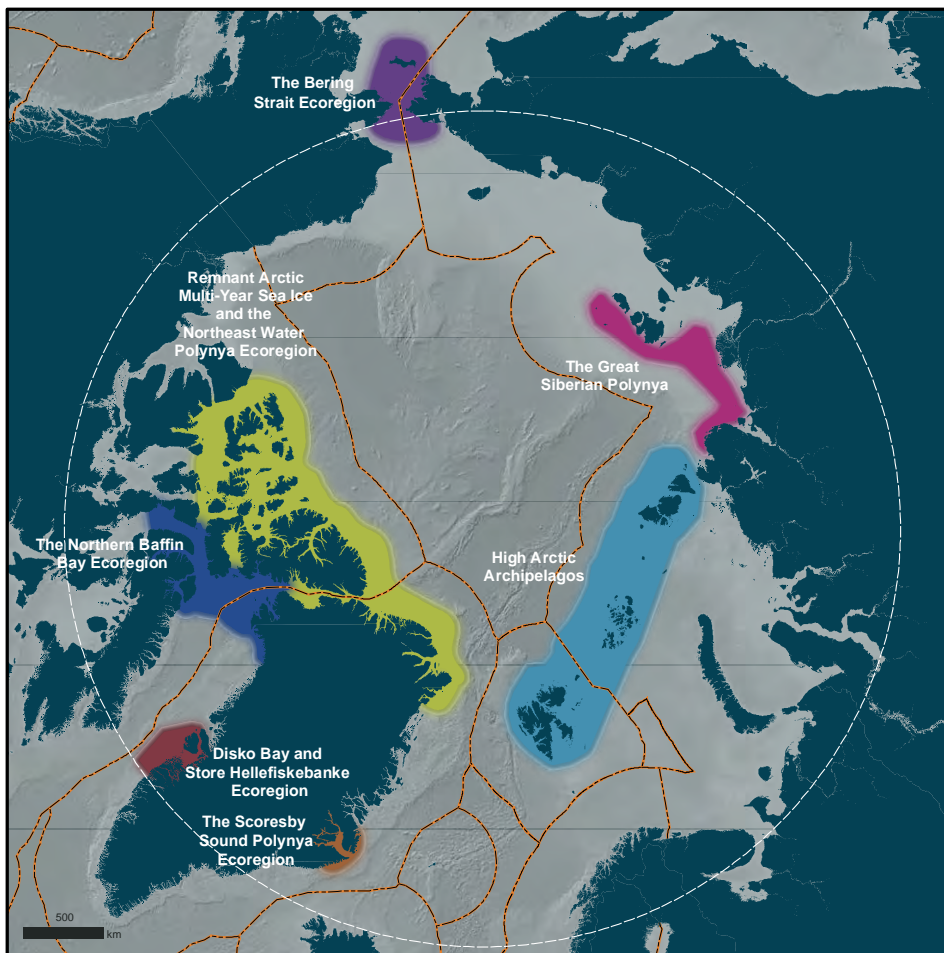 The Bering
Strait Ecoregion
Remnant Arctic
Multi-Year Sea Ice
and the
Northeast Water
Polynya Ecoregion
The Great
Siberian Polynya
The Northern Baffin
Bay Ecoregion
High Arctic
Archipelagos
Disko Bay and
Store Hellefiskebanke
Ecoregion
The Scoresby
Sound Polynya
Ecoregion
500
km